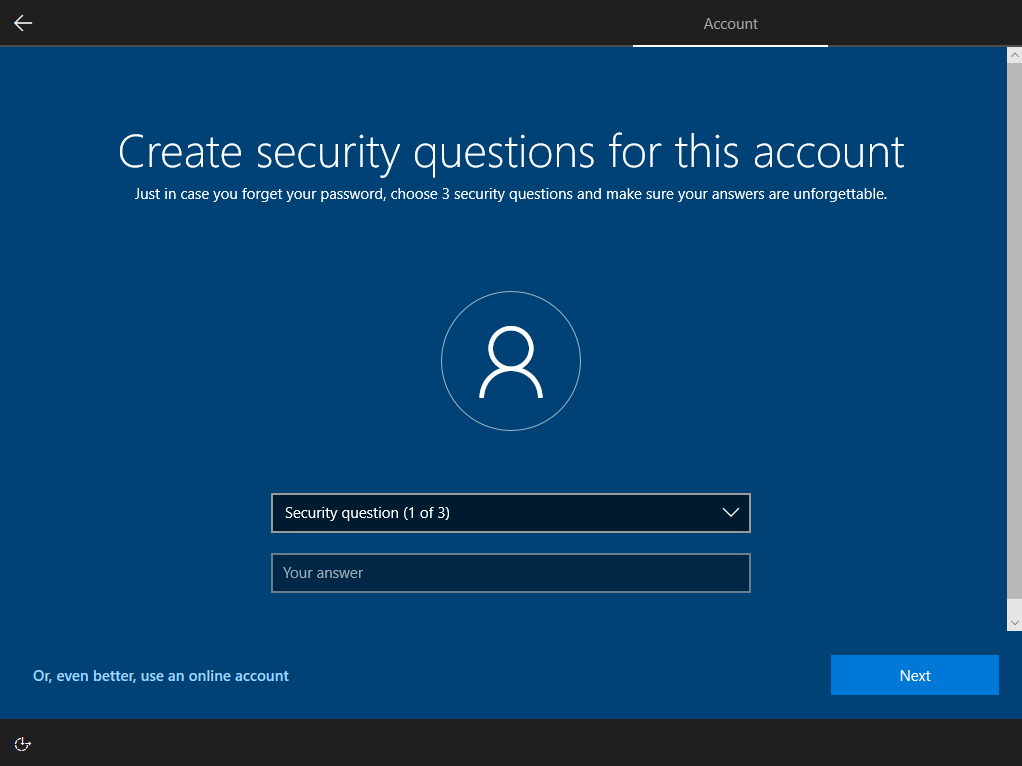 Account
Create security questions for this account
Just in case you forget your password, choose 3 security questions and make sure your answers are unforgettable.
Security question (1 of 3)
Your answer
Or, even better, use an online account
Next